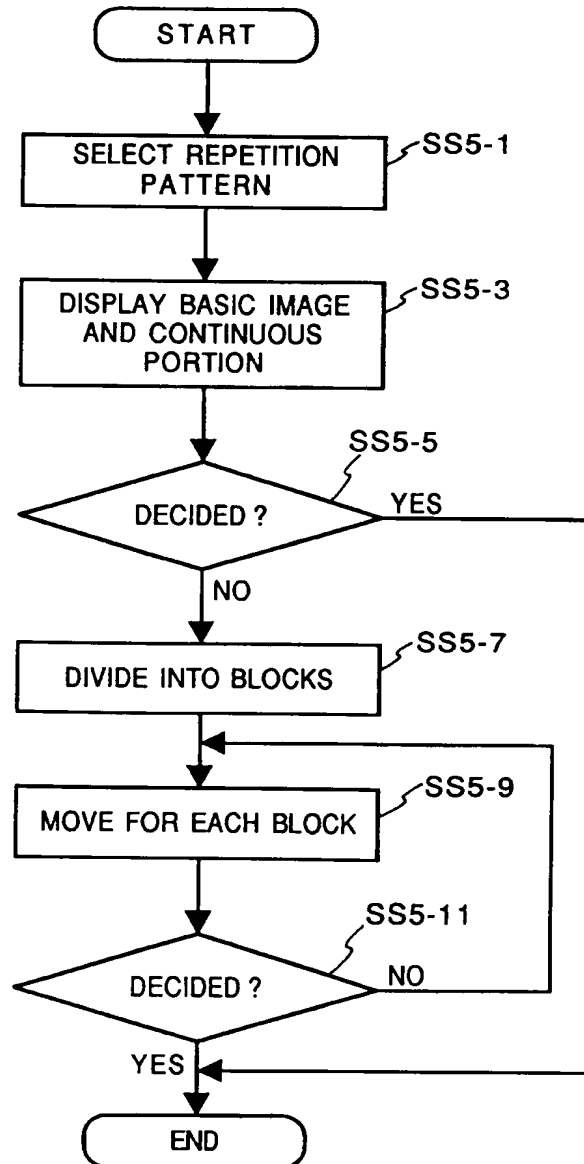 START
SELECT REPETITION
PATTERN
SS5-1
DISPLAY BASIC IMAGE
AND CONTINUOUS
PORTION
SS5-3
SS5-5
DECIDED ?
YES
NO
SS5-7
DIVIDE INTO BLOCKS
SS5-9
MOVE FOR EACH BLOCK
SS5-11
DECIDED ?
NO
YES
END